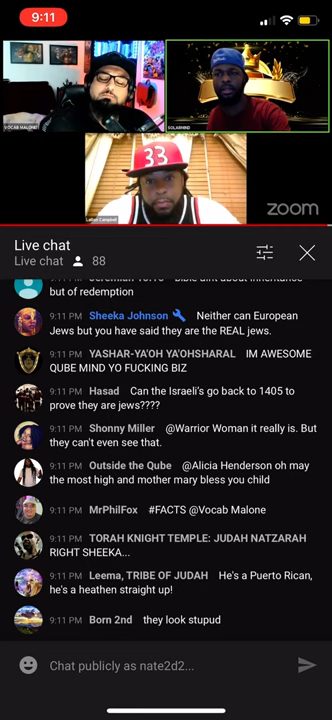 9:11
VOCAB MALONE
SOLARMIND
33
zoom
Live chat
Live chat 88
but of redemption
9:11 PM Sheeka Johnson Neither can European
Jews but you have said they are the REAL jews.
9:11 PM YASHAR-YA'OH YA'OHSHARAL IM AWESOME
QUBE MIND YO FUCKING BIZ
9:11 PM Hasad Can the Israeli's go back to 1405 to
prove they are jews????
9:11 PM Shonny Miller @Warrior Woman it really is. But
they can't even see that.
9:11 PM Outside the Qube @Alicia Henderson oh may
the most high and mother mary bless you child
9:11 PM MrPhilFox #FACTS @Vocab Malone
9:11 PM TORAH KNIGHT TEMPLE: JUDAH NATZARAH
RIGHT SHEEKA...
9:11 PM Leema, TRIBE OF JUDAH He's a Puerto Rican,
he's a heathen straight up!
9:11 PM Born 2nd they look stupud
Chat publicly as nate2d2...